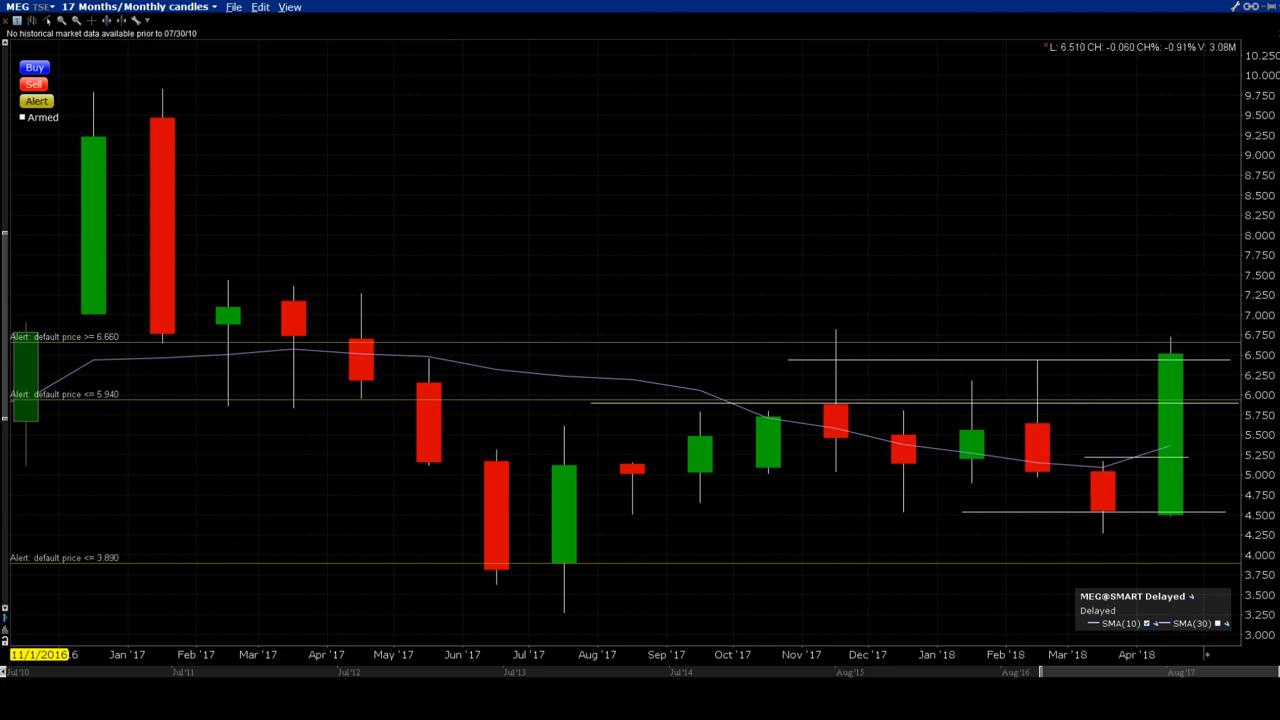 MEG TSE 17 Months/Monthly candles File Edit View
No historical market data available prior to 07/30/10
L: 6.510 CH: -0.060 CH%: -0.91% V: 3.08M
Buy
Sell
Alert
Armed
10.250
10.000
9.750
9.500
9.250
9.000
8.750
8.500
8.250
8.000
7.750
7.500
7.250
7.000
6.750
6.500
6.250
6.000
5.750
5.500
5.250
5.000
4.750
4.500
4.250
4.000
3.750
3.500
3.250
3.000
Alert: default price >= 6.660
Alert: default price <= 5.940
Alert: default price <= 3.890
MEG@SMART Delayed
Delayed
SMA(10) SMA(30)
11/1/2016 6 Jan '17 Feb '17 Mar '17 Apr '17 May '17 Jun '17 Jul '17 Aug '17 Sep '17 Oct '17 Nov '17 Dec '17 Jan '18 Feb '18 Mar '18 Apr '18
Jul'10 Jul'11 Jul'12 Jul'13 Jul'14 Aug'15 Aug'16 Aug'17